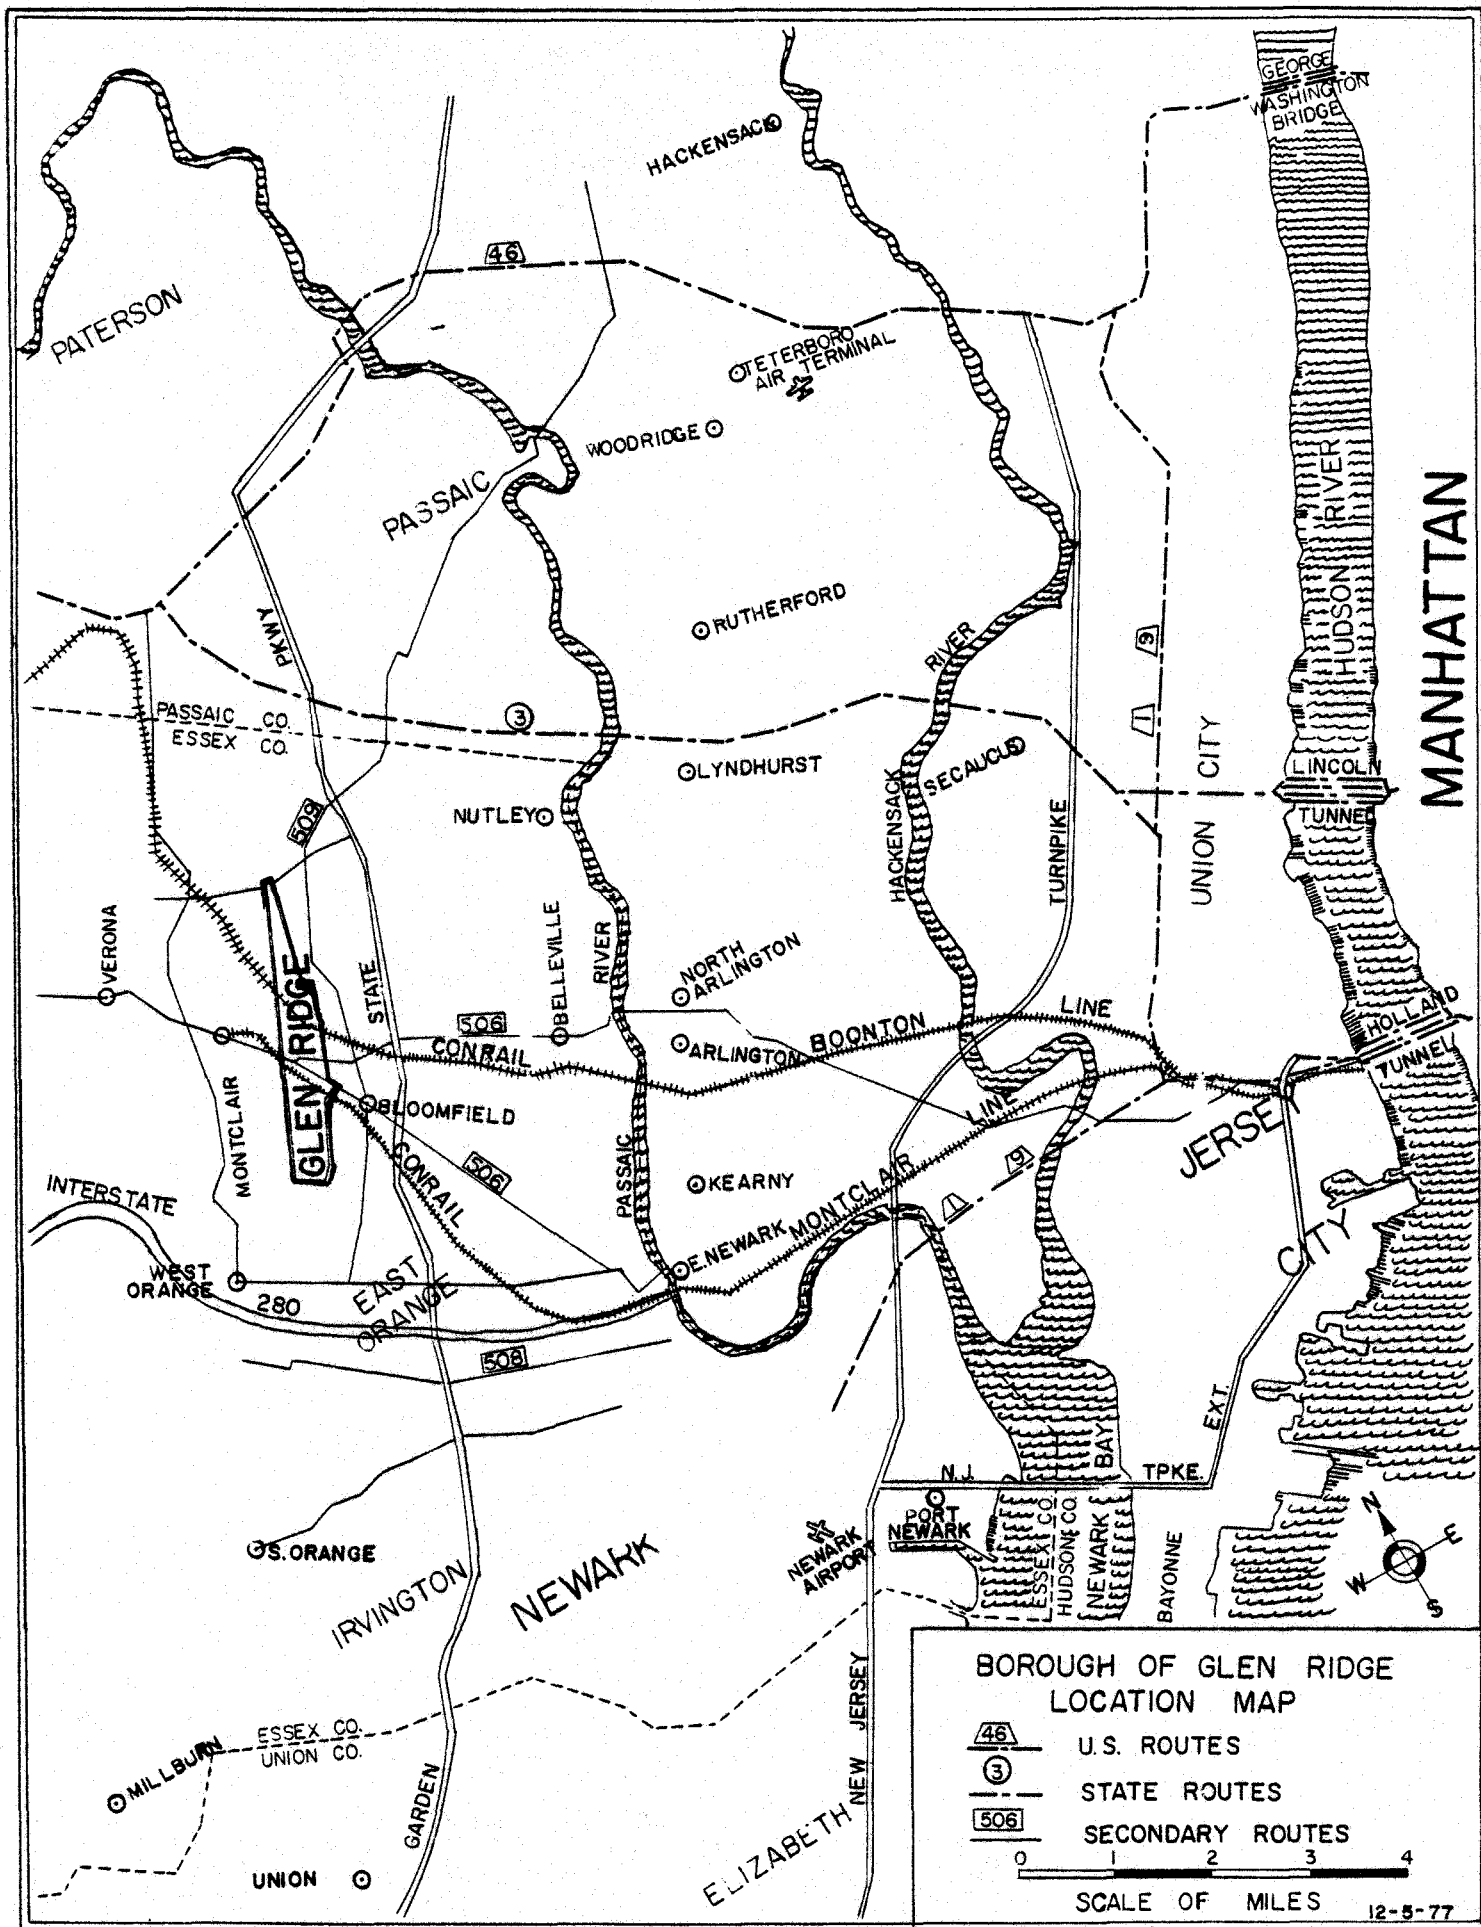 GEORGE
WASHINGTON
BRIDGE
HACKENSACK
46
PATERSON
TETERBORO
AIR TERMINAL
WOODRIDGE
PASSAIC
HUDSON RIVER
MANHATTAN
RUTHERFORD
PKWY
RIVER
9
1
3
PASSAIC CO.
ESSEX CO.
UNION CITY
SECAUCUS
LYNDHURST
LINCOLN
TUNNEL
HACKENSACK
TURNPIKE
NUTLEY
509
VERONA
BELLEVILLE
RIVER
NORTH
ARLINGTON
STATE
GLEN RIDGE
506
CONRAIL
BOONTON
LINE
HOLLAND
TUNNEL
ARLINGTON
MONTCLAIR
BLOOMFIELD
LINE
JERSEY
CITY
CONRAIL
506
PASSAIC
KEARNY
9
1
INTERSTATE
MONTCLAIR
E. NEWARK
WEST
ORANGE
280
EAST
ORANGE
508
EXT.
BAY
N.J.
TPKE.
PORT
NEWARK
ESSEX CO.
HUDSON CO.
NEWARK
BAYONNE
N
E
W
S
S. ORANGE
NEWARK
AIRPORT
IRVINGTON
NEWARK
NEW JERSEY
ESSEX CO.
UNION CO.
MILLBURN
GARDEN
ELIZABETH
UNION
BOROUGH OF GLEN RIDGE
LOCATION MAP
46
U.S. ROUTES
3
STATE ROUTES
506
SECONDARY ROUTES
0 1 2 3 4
SCALE OF MILES
12-5-77